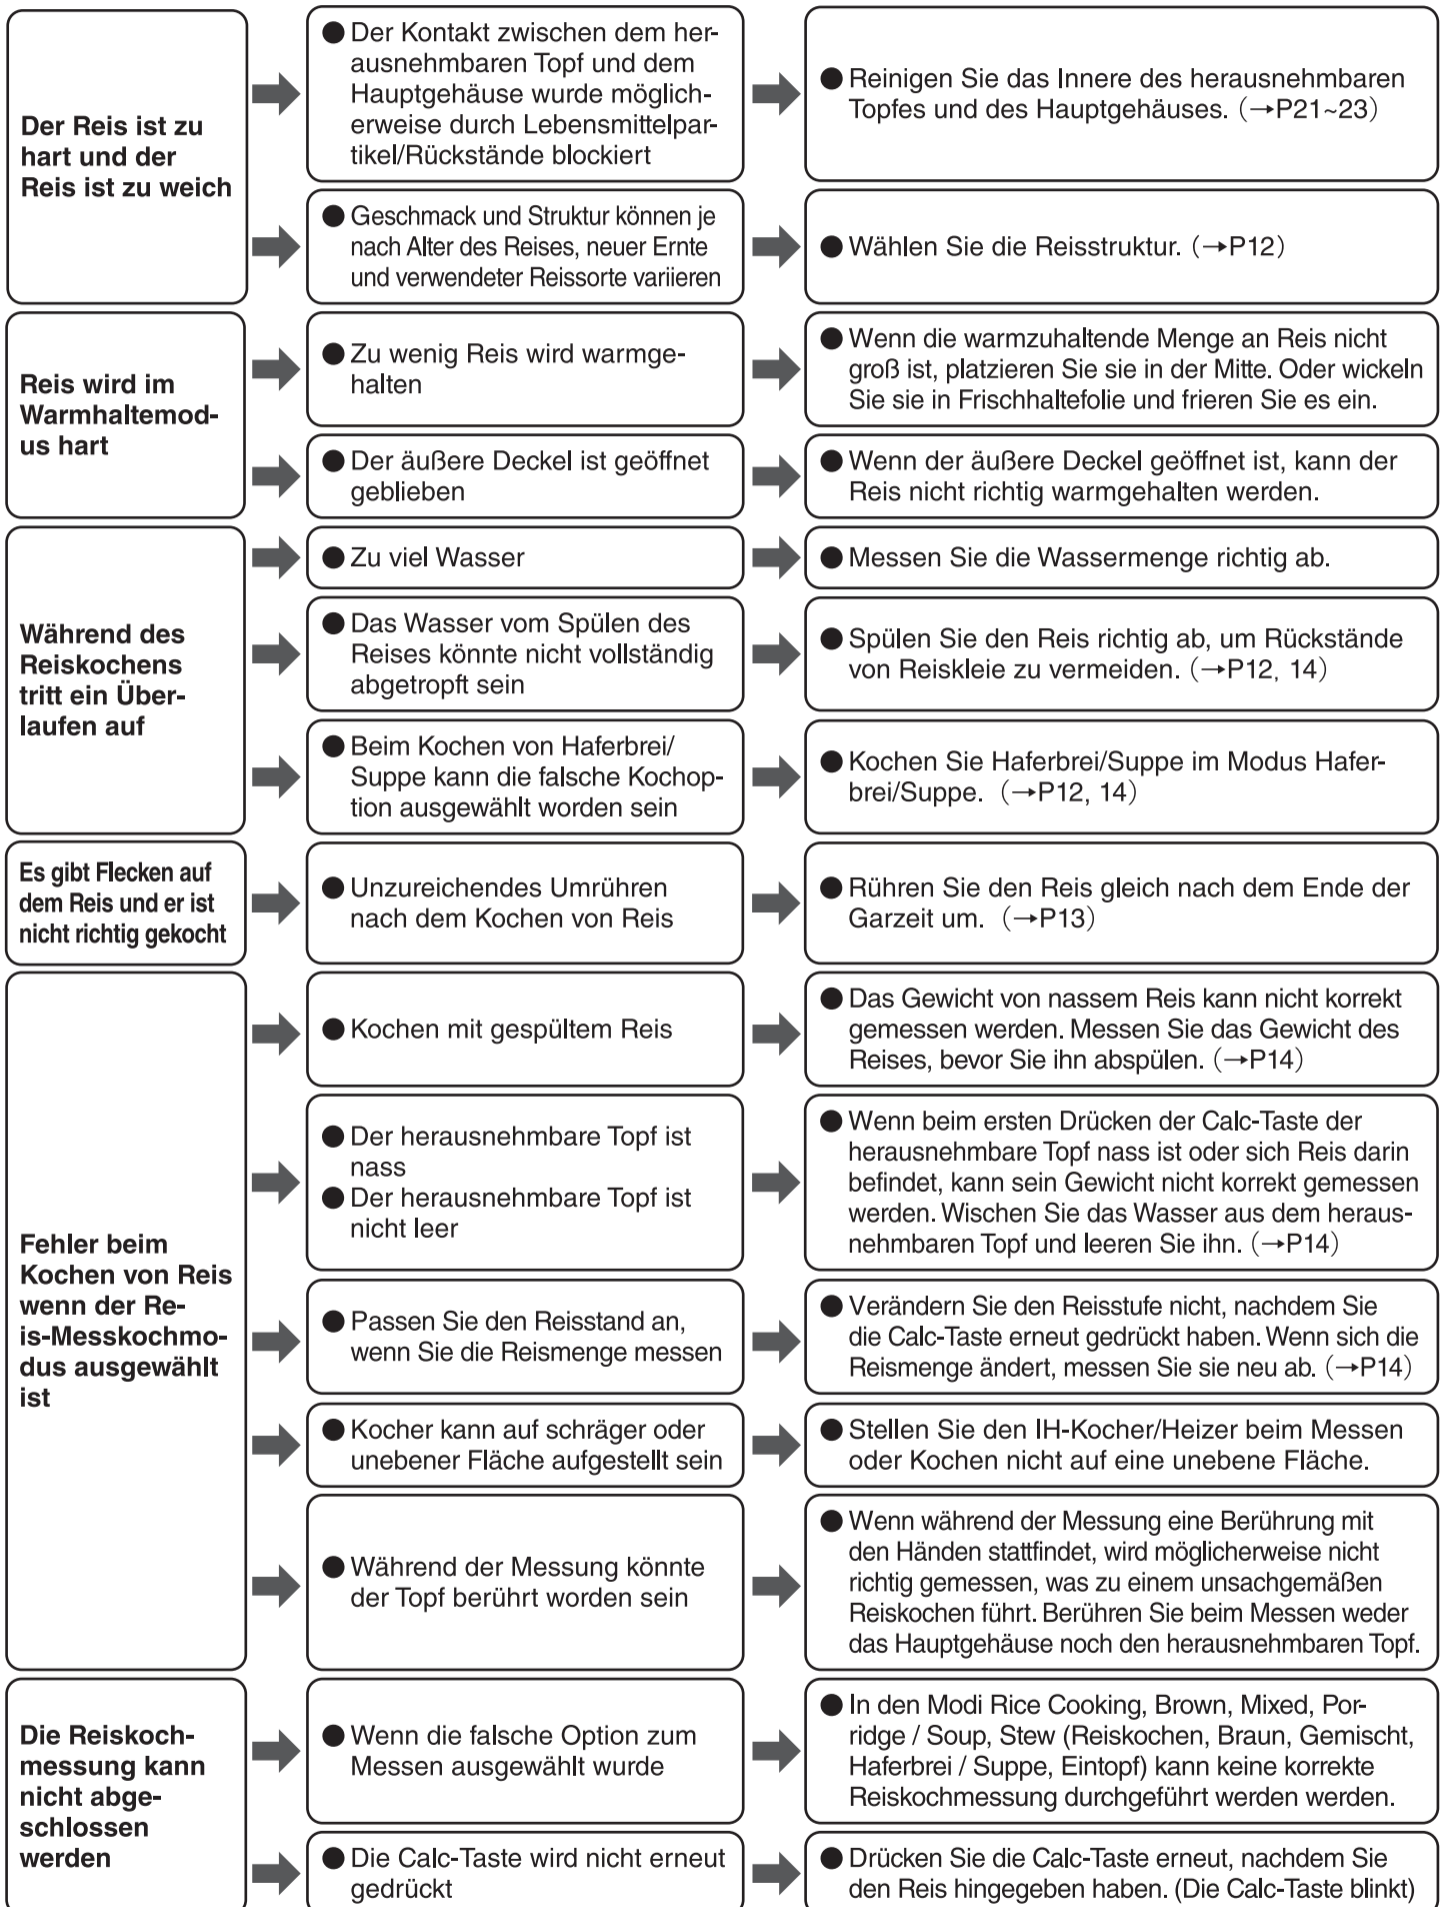 Der Reis ist zu
hart und der
Reis ist zu weich
● Der Kontakt zwischen dem her-
ausnehmbaren Topf und dem
Hauptgehäuse wurde möglich-
erweise durch Lebensmittelpar-
tikel/Rückstände blockiert
● Reinigen Sie das Innere des herausnehmbaren
Topfes und des Hauptgehäuses. (→P21~23)
● Geschmack und Struktur können je
nach Alter des Reises, neuer Ernte
und verwendeter Reissorte variieren
● Wählen Sie die Reisstruktur. (→P12)
Reis wird im
Warmhaltemod-
us hart
● Zu wenig Reis wird warmge-
halten
● Wenn die warmzuhaltende Menge an Reis nicht
groß ist, platzieren Sie sie in der Mitte. Oder wickeln
Sie sie in Frischhaltefolie und frieren Sie es ein.
● Der äußere Deckel ist geöffnet
geblieben
● Wenn der äußere Deckel geöffnet ist, kann der
Reis nicht richtig warmgehalten werden.
Während des
Reiskochens
tritt ein Über-
laufen auf
● Zu viel Wasser
● Messen Sie die Wassermenge richtig ab.
● Das Wasser vom Spülen des
Reises könnte nicht vollständig
abgetropft sein
● Spülen Sie den Reis richtig ab, um Rückstände
von Reiskleie zu vermeiden. (→P12, 14)
● Beim Kochen von Haferbrei/
Suppe kann die falsche Kochop-
tion ausgewählt worden sein
● Kochen Sie Haferbrei/Suppe im Modus Hafer-
brei/Suppe. (→P12, 14)
Es gibt Flecken auf
dem Reis und er ist
nicht richtig gekocht
● Unzureichendes Umrühren
nach dem Kochen von Reis
● Rühren Sie den Reis gleich nach dem Ende der
Garzeit um. (→P13)
Fehler beim
Kochen von Reis
wenn der Re-
is-Messkochmo-
dus ausgewählt
ist
● Kochen mit gespültem Reis
● Das Gewicht von nassem Reis kann nicht korrekt
gemessen werden. Messen Sie das Gewicht des
Reises, bevor Sie ihn abspülen. (→P14)
● Der herausnehmbare Topf ist
nass
● Der herausnehmbare Topf ist
nicht leer
● Wenn beim ersten Drücken der Calc-Taste der
herausnehmbare Topf nass ist oder sich Reis darin
befindet, kann sein Gewicht nicht korrekt gemessen
werden. Wischen Sie das Wasser aus dem heraus-
nehmbaren Topf und leeren Sie ihn. (→P14)
● Passen Sie den Reisstand an,
wenn Sie die Reismenge messen
● Verändern Sie den Reisstufe nicht, nachdem Sie
die Calc-Taste erneut gedrückt haben. Wenn sich die
Reismenge ändert, messen Sie sie neu ab. (→P14)
● Kocher kann auf schräger oder
unebener Fläche aufgestellt sein
● Stellen Sie den IH-Kocher/Heizer beim Messen
oder Kochen nicht auf eine unebene Fläche.
● Während der Messung könnte
der Topf berührt worden sein
● Wenn während der Messung eine Berührung mit
den Händen stattfindet, wird möglicherweise nicht
richtig gemessen, was zu einem unsachgemäßen
Reiskochen führt. Berühren Sie beim Messen weder
das Hauptgehäuse noch den herausnehmbaren Topf.
Die Reiskoch-
messung kann
nicht abge-
schlossen
werden
● Wenn die falsche Option zum
Messen ausgewählt wurde
● In den Modi Rice Cooking, Brown, Mixed, Por-
ridge / Soup, Stew (Reiskochen, Braun, Gemischt,
Haferbrei / Suppe, Eintopf) kann keine korrekte
Reiskochmessung durchgeführt werden werden.
● Die Calc-Taste wird nicht erneut
gedrückt
● Drücken Sie die Calc-Taste erneut, nachdem Sie
den Reis hingegeben haben. (Die Calc-Taste blinkt)